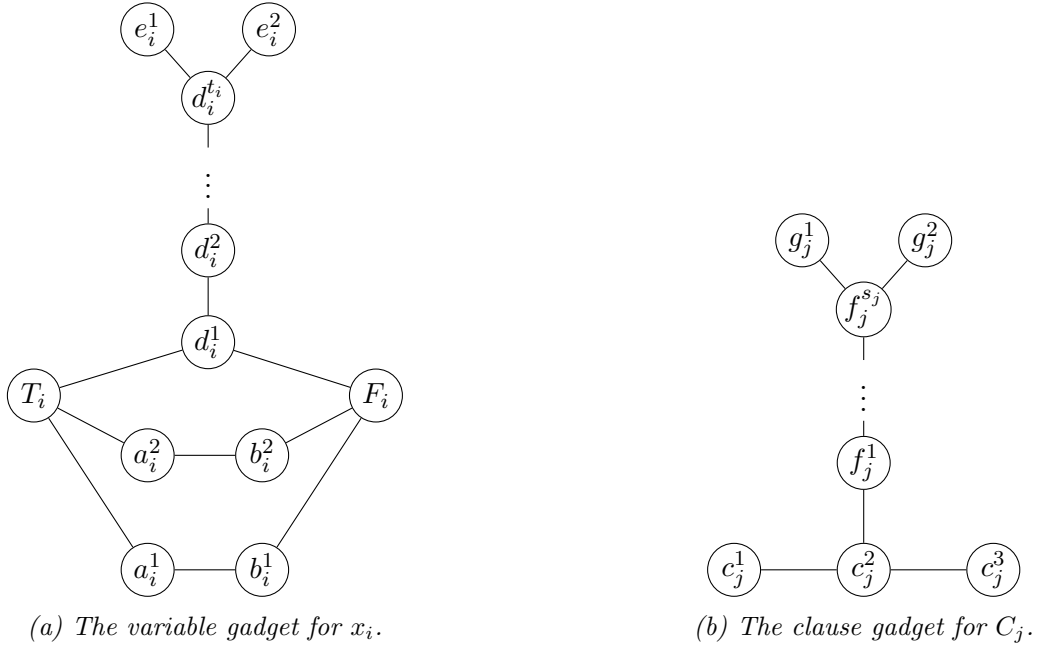 e_i^1 e_i^2
d_i^{t_i}
⋮
d_i^2
g_j^1 g_j^2
f_j^{s_j}
d_i^1
⋮
T_i F_i
a_i^2 b_i^2
f_j^1
a_i^1 b_i^1
c_j^1 c_j^2 c_j^3
(a) The variable gadget for x_i.
(b) The clause gadget for C_j.